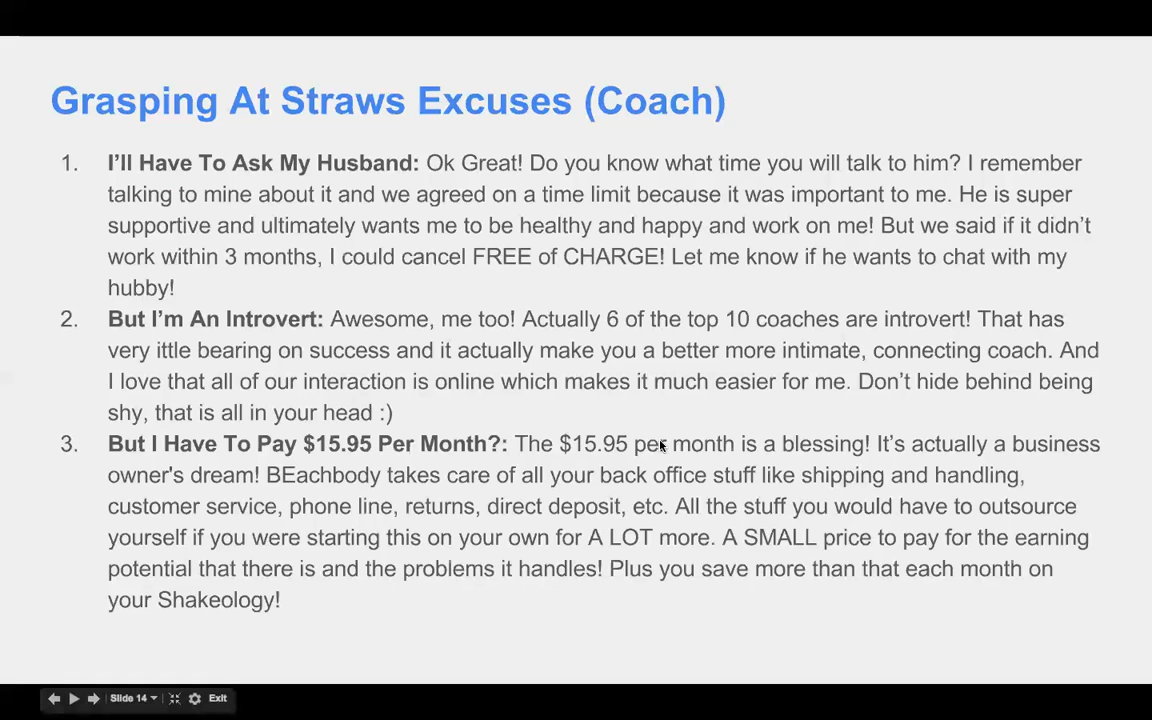 Grasping At Straws Excuses (Coach)
1. I'll Have To Ask My Husband: Ok Great! Do you know what time you will talk to him? I remember
talking to mine about it and we agreed on a time limit because it was important to me. He is super
supportive and ultimately wants me to be healthy and happy and work on me! But we said if it didn't
work within 3 months, I could cancel FREE of CHARGE! Let me know if he wants to chat with my
hubby!
2. But I'm An Introvert: Awesome, me too! Actually 6 of the top 10 coaches are introvert! That has
very ittle bearing on success and it actually make you a better more intimate, connecting coach. And
I love that all of our interaction is online which makes it much easier for me. Don't hide behind being
shy, that is all in your head :)
3. But I Have To Pay $15.95 Per Month?: The $15.95 per month is a blessing! It's actually a business
owner's dream! BEachbody takes care of all your back office stuff like shipping and handling,
customer service, phone line, returns, direct deposit, etc. All the stuff you would have to outsource
yourself if you were starting this on your own for A LOT more. A SMALL price to pay for the earning
potential that there is and the problems it handles! Plus you save more than that each month on
your Shakeology!
Slide 14 Exit